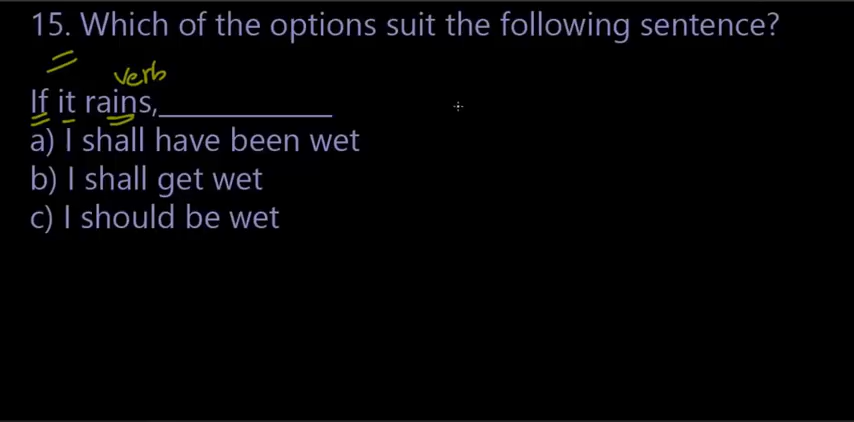 15. Which of the options suit the following sentence?
verb
If it rains,____________
a) I shall have been wet
b) I shall get wet
c) I should be wet